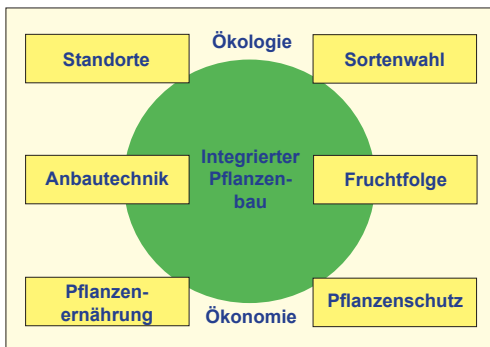 Ökologie
Standorte
Sortenwahl
Integrierter
Pflanzen-
bau
Anbautechnik
Fruchtfolge
Pflanzen-
ernährung
Pflanzenschutz
Ökonomie